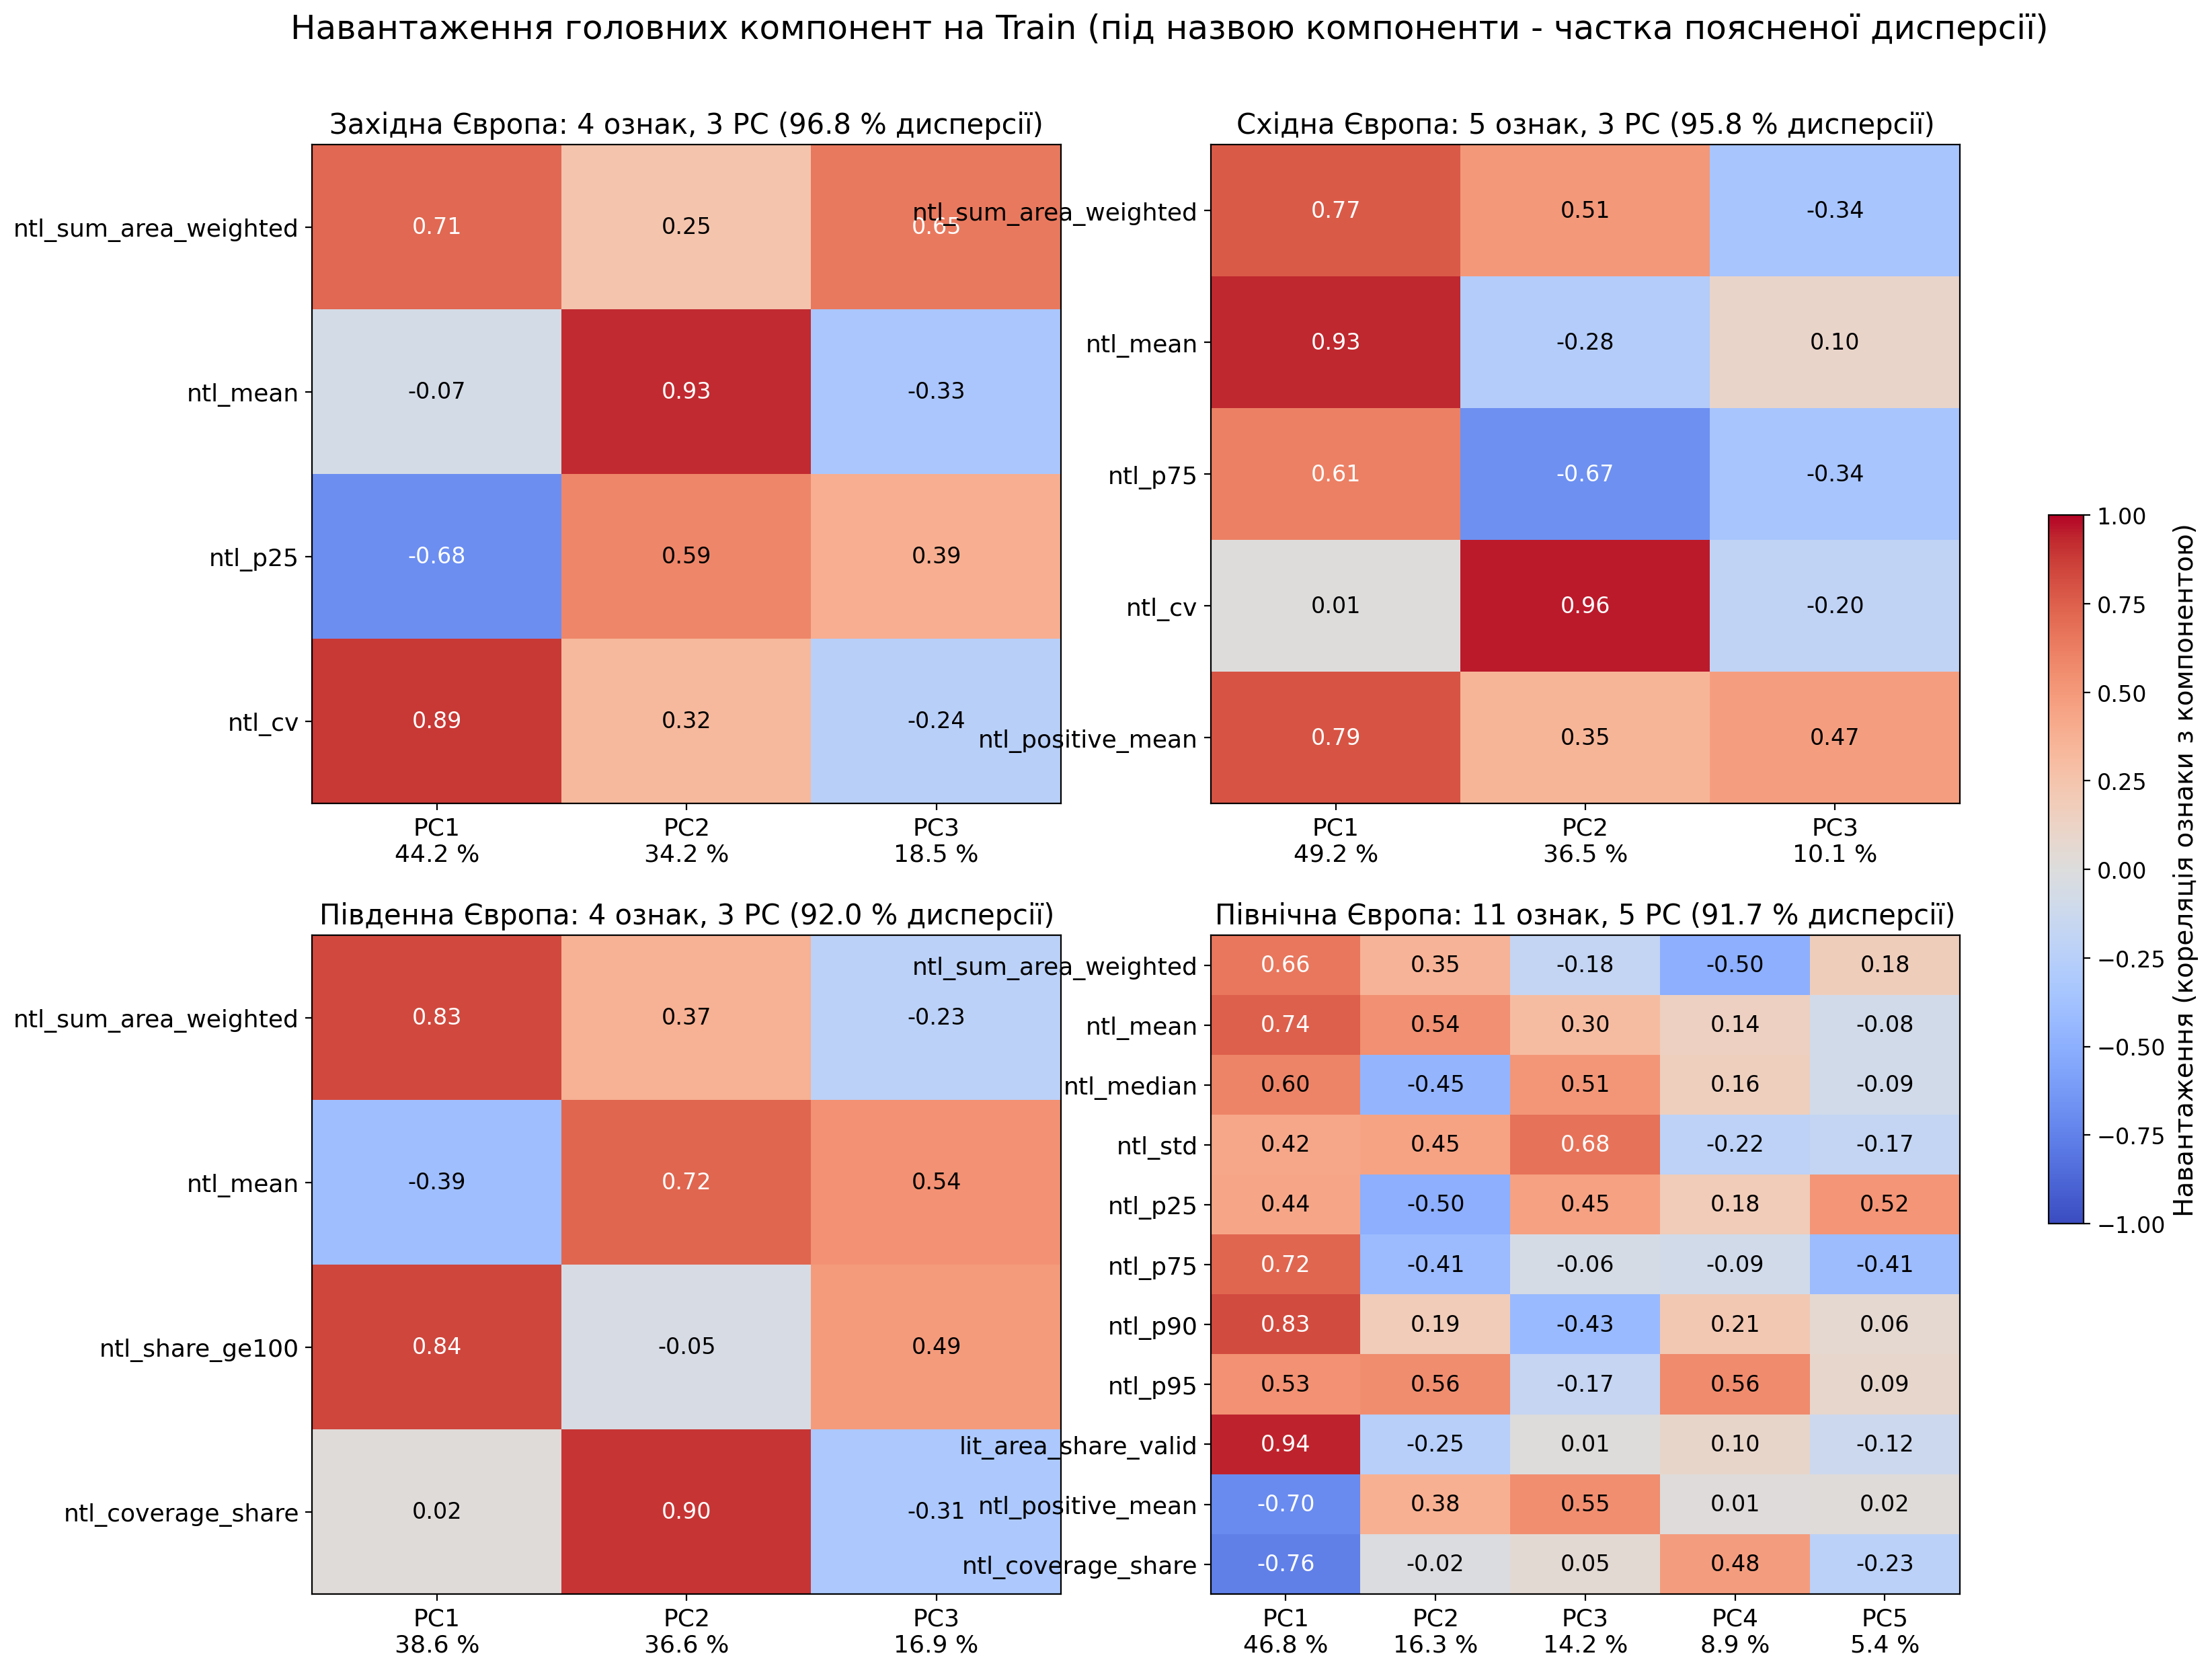 Навантаження головних компонент на Train (під назвою компоненти - частка поясненої дисперсії)
Західна Європа: 4 ознак, 3 PC (96.8 % дисперсії)
ntl_sum_area_weighted 0.71 0.25 0.65
ntl_mean -0.07 0.93 -0.33
ntl_p25 -0.68 0.59 0.39
ntl_cv 0.89 0.32 -0.24
PC1 PC2 PC3
44.2 % 34.2 % 18.5 %
Східна Європа: 5 ознак, 3 PC (95.8 % дисперсії)
ntl_sum_area_weighted 0.77 0.51 -0.34
ntl_mean 0.93 -0.28 0.10
ntl_p75 0.61 -0.67 -0.34
ntl_cv 0.01 0.96 -0.20
ntl_positive_mean 0.79 0.35 0.47
PC1 PC2 PC3
49.2 % 36.5 % 10.1 %
Південна Європа: 4 ознак, 3 PC (92.0 % дисперсії)
ntl_sum_area_weighted 0.83 0.37 -0.23
ntl_mean -0.39 0.72 0.54
ntl_share_ge100 0.84 -0.05 0.49
ntl_coverage_share 0.02 0.90 -0.31
PC1 PC2 PC3
38.6 % 36.6 % 16.9 %
Північна Європа: 11 ознак, 5 PC (91.7 % дисперсії)
ntl_sum_area_weighted 0.66 0.35 -0.18 -0.50 0.18
ntl_mean 0.74 0.54 0.30 0.14 -0.08
ntl_median 0.60 -0.45 0.51 0.16 -0.09
ntl_std 0.42 0.45 0.68 -0.22 -0.17
ntl_p25 0.44 -0.50 0.45 0.18 0.52
ntl_p75 0.72 -0.41 -0.06 -0.09 -0.41
ntl_p90 0.83 0.19 -0.43 0.21 0.06
ntl_p95 0.53 0.56 -0.17 0.56 0.09
lit_area_share_valid 0.94 -0.25 0.01 0.10 -0.12
ntl_positive_mean -0.70 0.38 0.55 0.01 0.02
ntl_coverage_share -0.76 -0.02 0.05 0.48 -0.23
PC1 PC2 PC3 PC4 PC5
46.8 % 16.3 % 14.2 % 8.9 % 5.4 %
1.00
0.75
0.50
0.25
0.00
−0.25
−0.50
−0.75
−1.00
Навантаження (кореляція ознаки з компонентою)